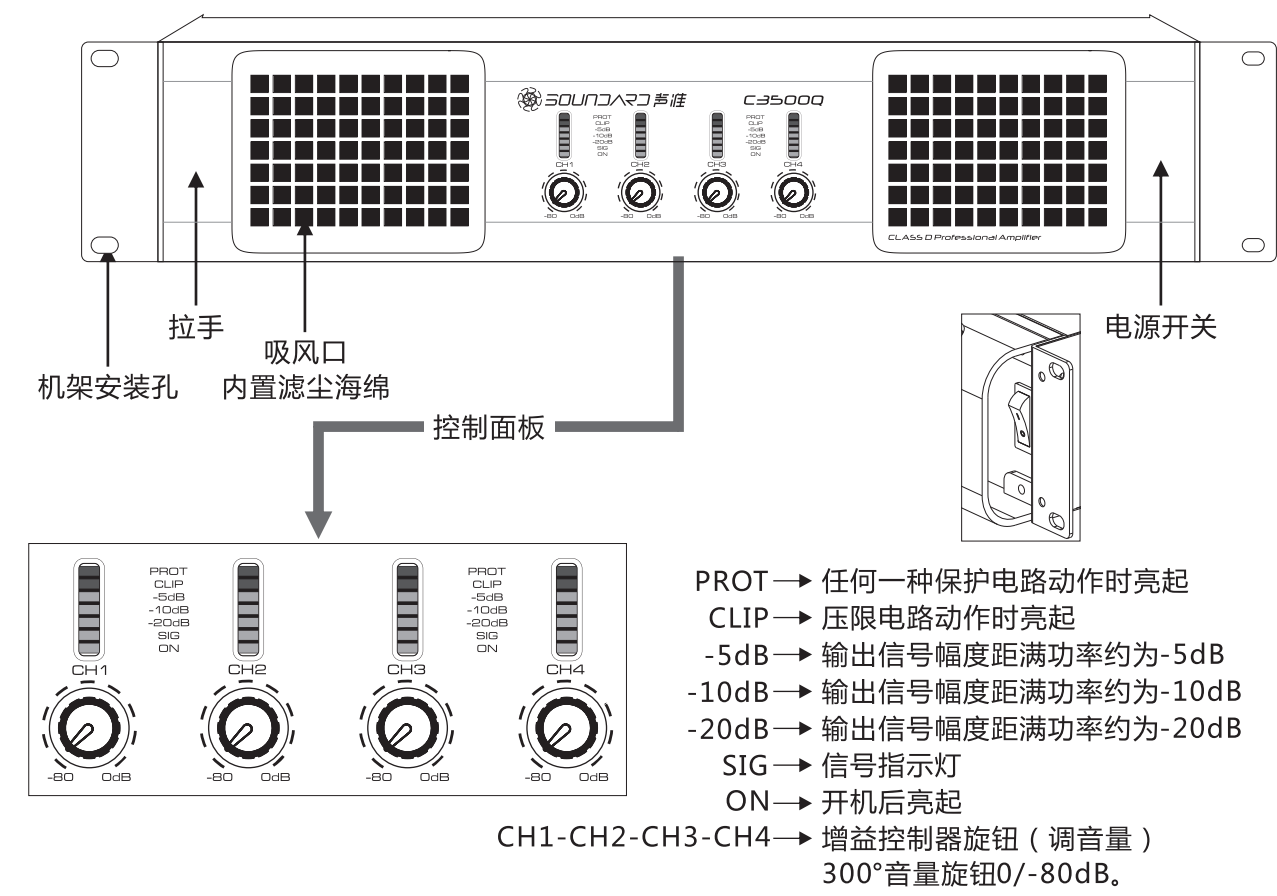 SOUNDARD 声准
C3500Q
PROT
CLIP
-5dB
-10dB
-20dB
SIG
ON
PROT
CLIP
-5dB
-10dB
-20dB
SIG
ON
CH1 CH2 CH3 CH4
-80 0dB -80 0dB -80 0dB -80 0dB
CLASS D Professional Amplifier
拉手
电源开关
吸风口
内置滤尘海绵
机架安装孔
控制面板
PROT
CLIP
-5dB
-10dB
-20dB
SIG
ON
PROT
CLIP
-5dB
-10dB
-20dB
SIG
ON
CH1 CH2 CH3 CH4
-80 0dB -80 0dB -80 0dB -80 0dB
PROT→任何一种保护电路动作时亮起
CLIP→压限电路动作时亮起
-5dB→输出信号幅度距满功率约为-5dB
-10dB→输出信号幅度距满功率约为-10dB
-20dB→输出信号幅度距满功率约为-20dB
SIG→信号指示灯
ON→开机后亮起
CH1-CH2-CH3-CH4→增益控制器旋钮(调音量)
300°音量旋钮0/-80dB。